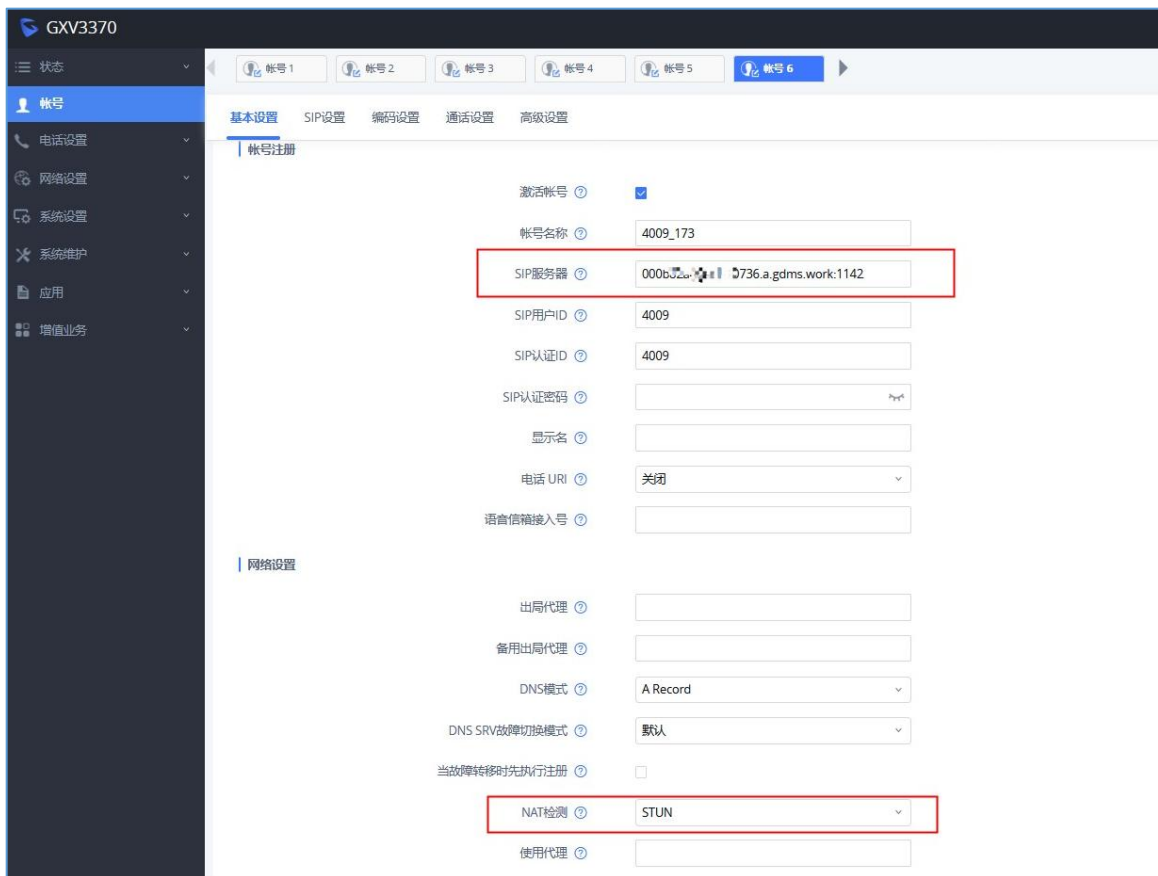 GXV3370
状态
帐号1 帐号2 帐号3 帐号4 帐号5 帐号6
帐号
基本设置 SIP设置 编码设置 通话设置 高级设置
电话设置
网络设置
系统设置
系统维护
应用
增值业务
帐号注册
激活帐号
帐号名称 4009_173
SIP服务器 736.a.gdms.work:1142
SIP用户ID 4009
SIP认证ID 4009
SIP认证密码
显示名
电话 URI 关闭
语音信箱接入号
网络设置
出局代理
备用出局代理
DNS模式 A Record
DNS SRV故障切换模式 默认
当故障转移时先执行注册
NAT检测 STUN
使用代理